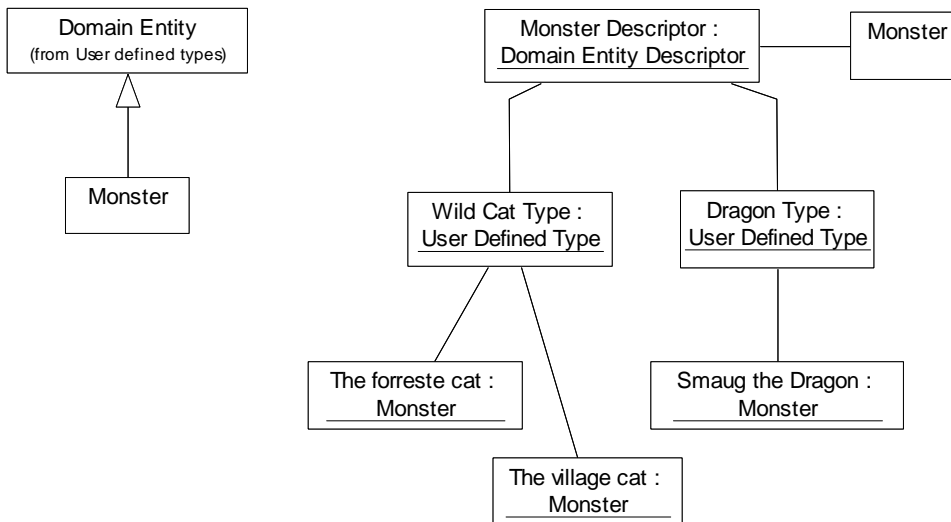 Domain Entity
(from User defined types)
Monster
Monster Descriptor :
Domain Entity Descriptor
Monster
Wild Cat Type :
User Defined Type
Dragon Type :
User Defined Type
The forreste cat :
Monster
Smaug the Dragon :
Monster
The village cat :
Monster